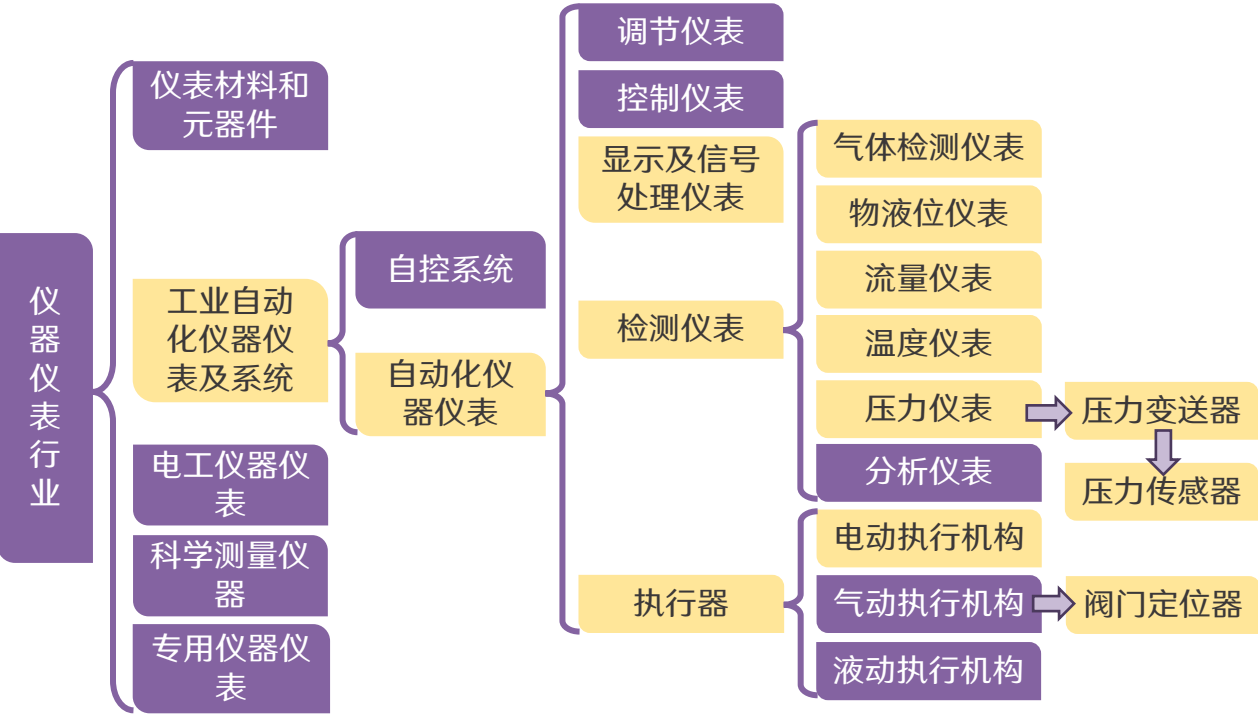 仪
器
仪
表
行
业
仪表材料和
元器件
工业自动
化仪器仪
表及系统
电工仪器仪
表
科学测量仪
器
专用仪器仪
表
自控系统
自动化仪
器仪表
调节仪表
控制仪表
显示及信号
处理仪表
检测仪表
执行器
气体检测仪表
物液位仪表
流量仪表
温度仪表
压力仪表
分析仪表
电动执行机构
气动执行机构
液动执行机构
压力变送器
压力传感器
阀门定位器